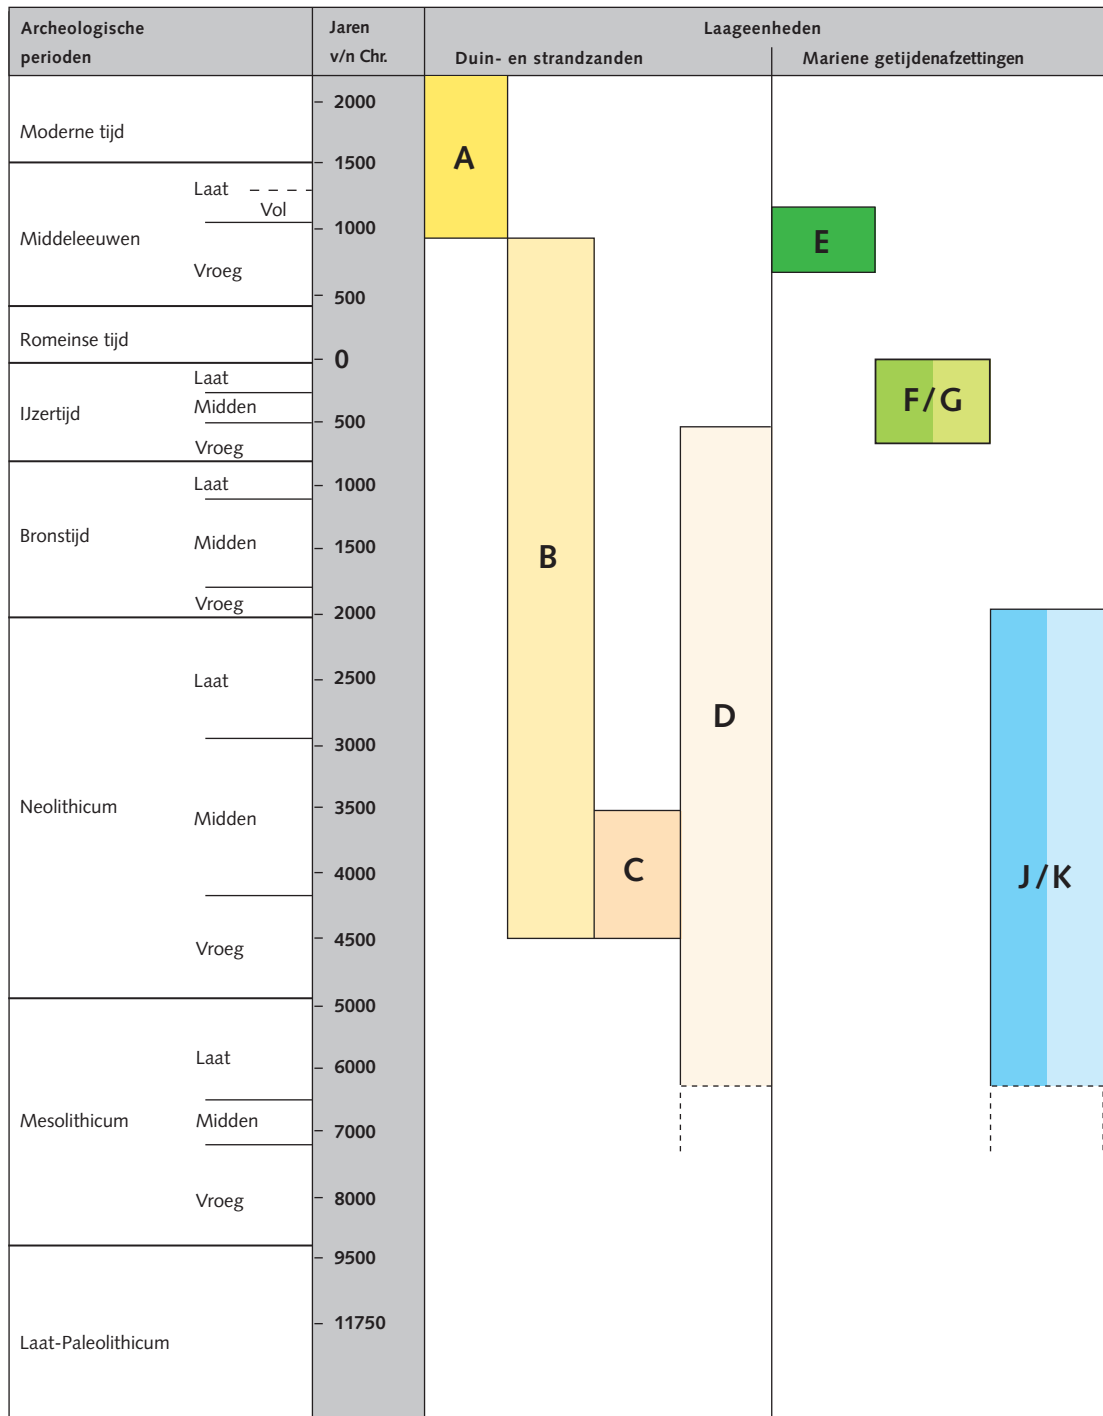 Archeologische perioden
Jaren v/n Chr.
Laageenheden
Duin- en strandzanden
Mariene getijdenafzettingen
2000
Moderne tijd
1500
Laat
Vol
1000
Middeleeuwen
Vroeg
500
Romeinse tijd
0
Laat
Midden
IJzertijd
500
Vroeg
Laat
1000
Bronstijd
Midden
1500
Vroeg
2000
Laat
2500
3000
Neolithicum
3500
Midden
4000
4500
Vroeg
5000
Laat
6000
Mesolithicum
Midden
7000
Vroeg
8000
9500
11750
Laat-Paleolithicum
A
B
C
D
E
F/G
J/K